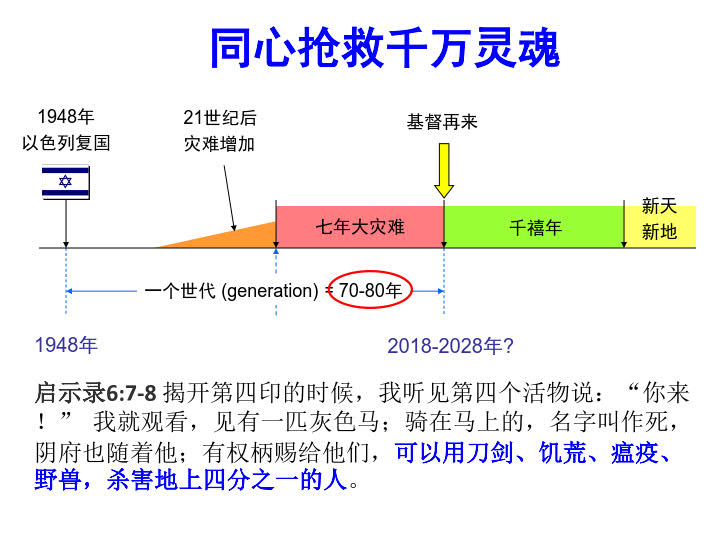 同心抢救千万灵魂
1948年
以色列复国
21世纪后
灾难增加
基督再来
七年大灾难
千禧年
新天
新地
一个世代 (generation) = 70-80年
1948年
2018-2028年?
启示录6:7-8 揭开第四印的时候，我听见第四个活物说：“你来
！” 我就观看，见有一匹灰色马；骑在马上的，名字叫作死，
阴府也随着他；有权柄赐给他们，可以用刀剑、饥荒、瘟疫、
野兽，杀害地上四分之一的人。